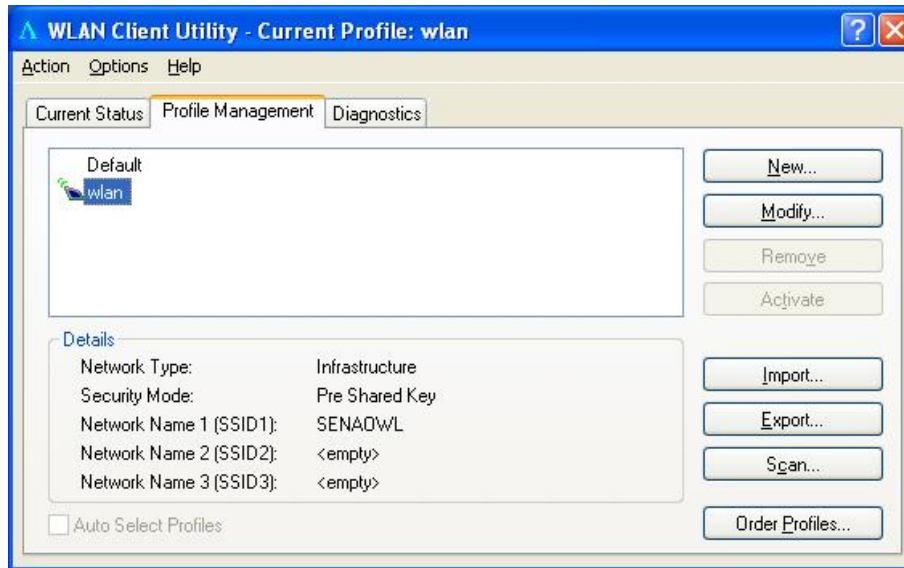 WLAN Client Utility - Current Profile: wlan
Action Options Help
Current Status Profile Management Diagnostics
Default
wlan
New...
Modify...
Remove
Activate
Details
Network Type: Infrastructure
Security Mode: Pre Shared Key
Network Name 1 (SSID1): SENAOWL
Network Name 2 (SSID2): <empty>
Network Name 3 (SSID3): <empty>
Import...
Export...
Scan...
Auto Select Profiles
Order Profiles...